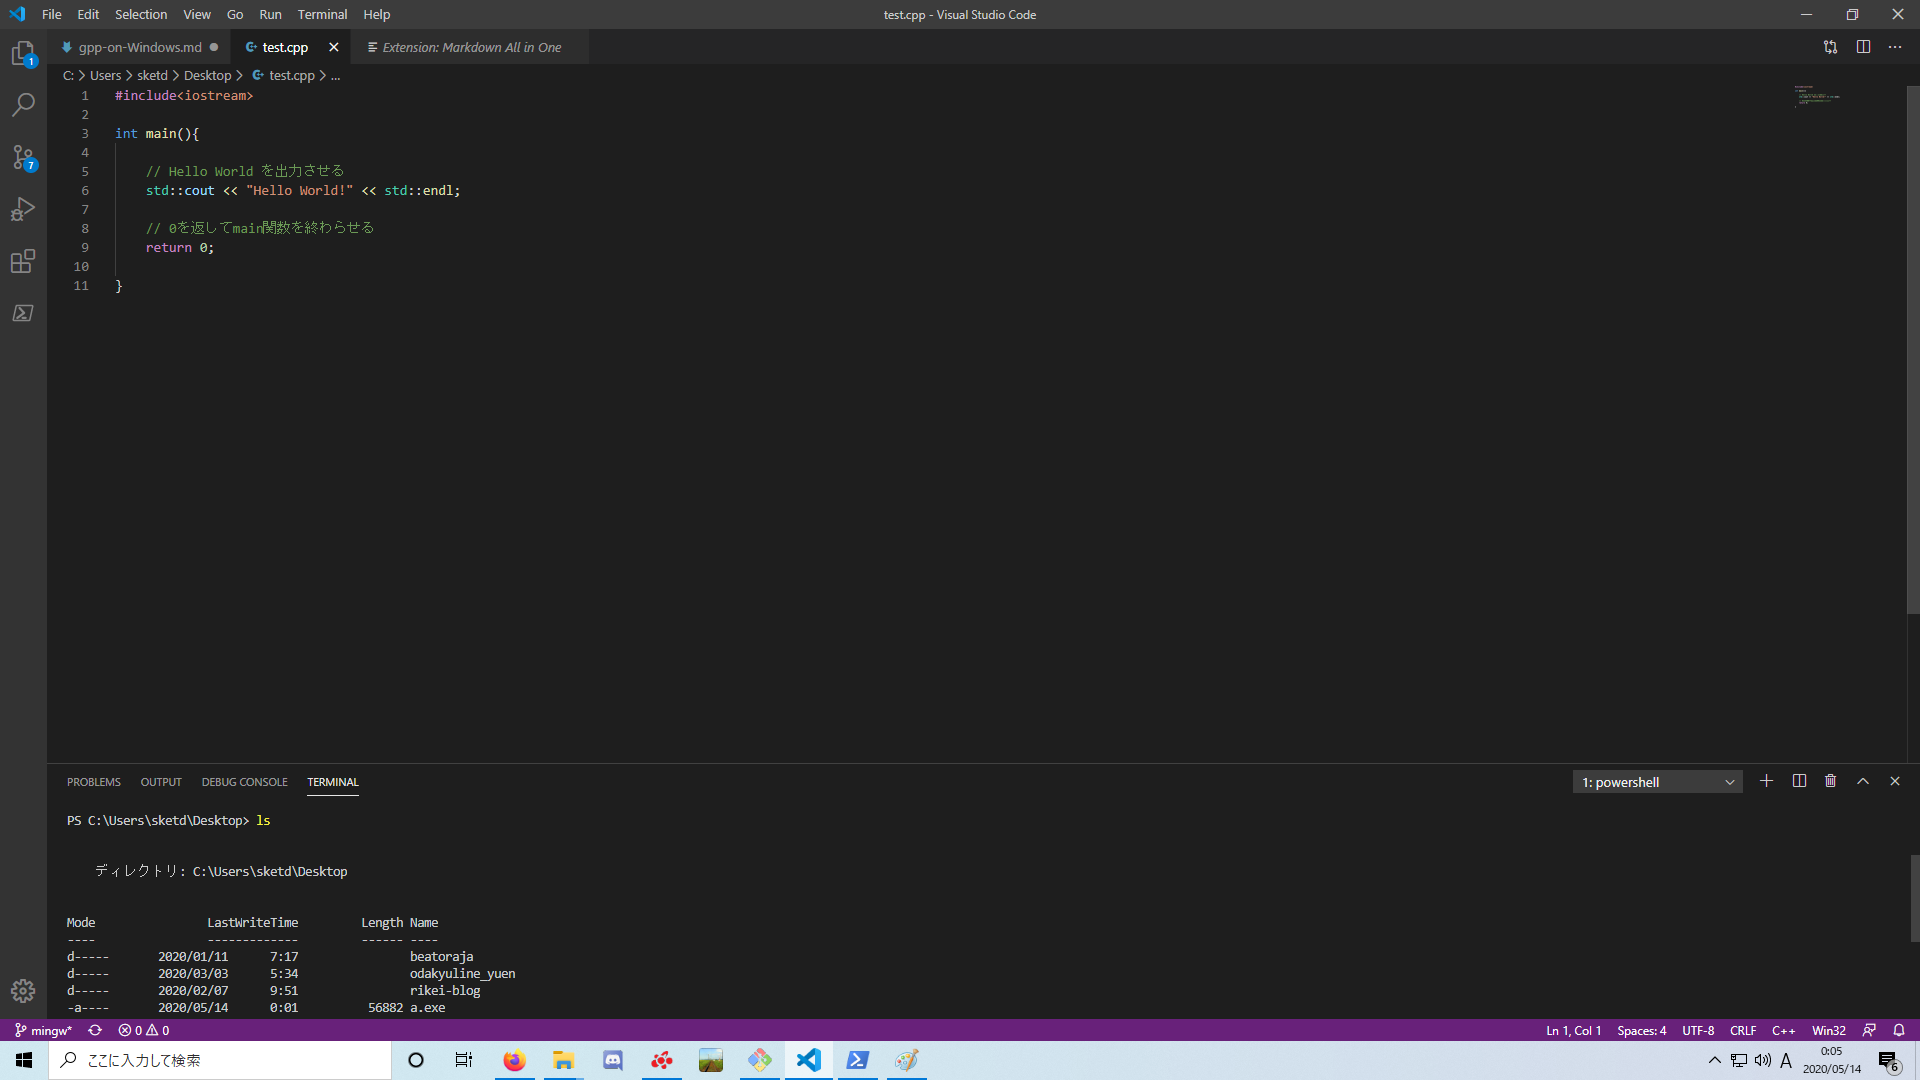 File Edit Selection View Go Run Terminal Help test.cpp - Visual Studio Code
gpp-on-Windows.md test.cpp Extension: Markdown All in One
C: > Users > sketd > Desktop > test.cpp > ...
1 #include<iostream>
2
3 int main(){
4
5 // Hello World を出力させる
6 std::cout << "Hello World!" << std::endl;
7
8 // 0を返してmain関数を終わらせる
9 return 0;
10
11 }
1
7
PROBLEMS OUTPUT DEBUG CONSOLE TERMINAL 1: powershell
PS C:\Users\sketd\Desktop> ls
ディレクトリ: C:\Users\sketd\Desktop
Mode LastWriteTime Length Name
---- ------------- ------ ----
d----- 2020/01/11 7:17 beatoraja
d----- 2020/03/03 5:34 odakyuline_yuen
d----- 2020/02/07 9:51 rikei-blog
-a---- 2020/05/14 0:01 56882 a.exe
mingw* 0 0 Ln 1, Col 1 Spaces: 4 UTF-8 CRLF C++ Win32
ここに入力して検索 A 0:05
2020/05/14 6